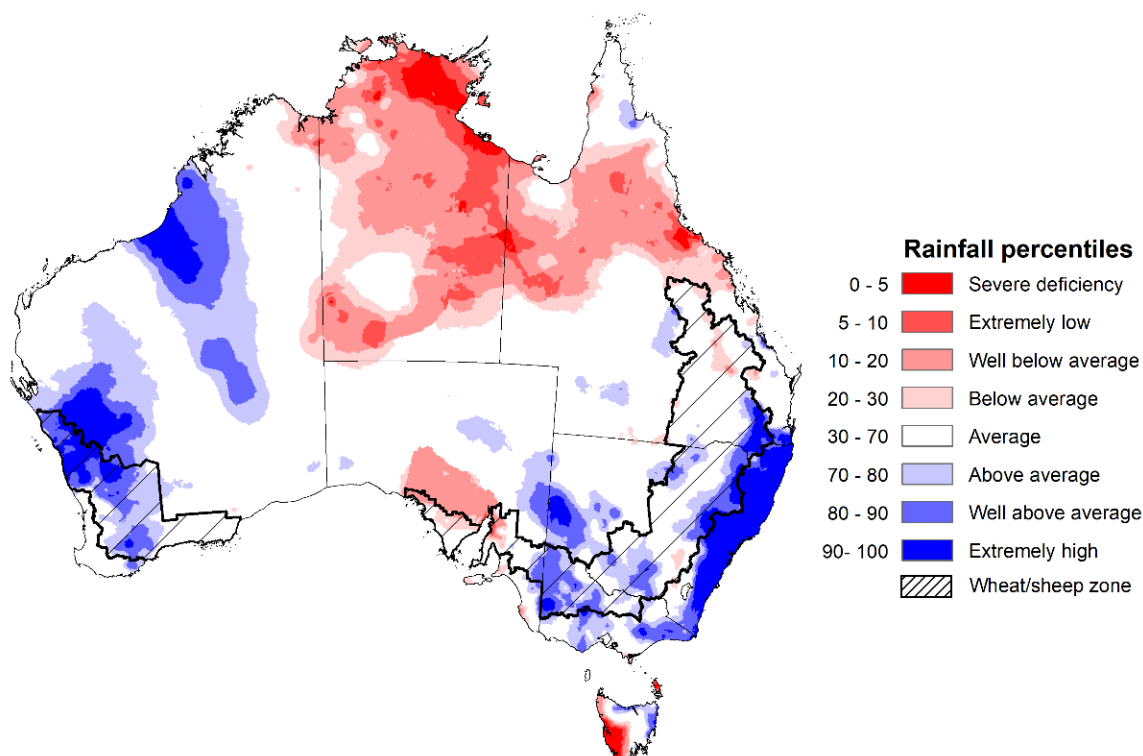 Rainfall percentiles
0 - 5 Severe deficiency
5 - 10 Extremely low
10 - 20 Well below average
20 - 30 Below average
30 - 70 Average
70 - 80 Above average
80 - 90 Well above average
90- 100 Extremely high
Wheat/sheep zone